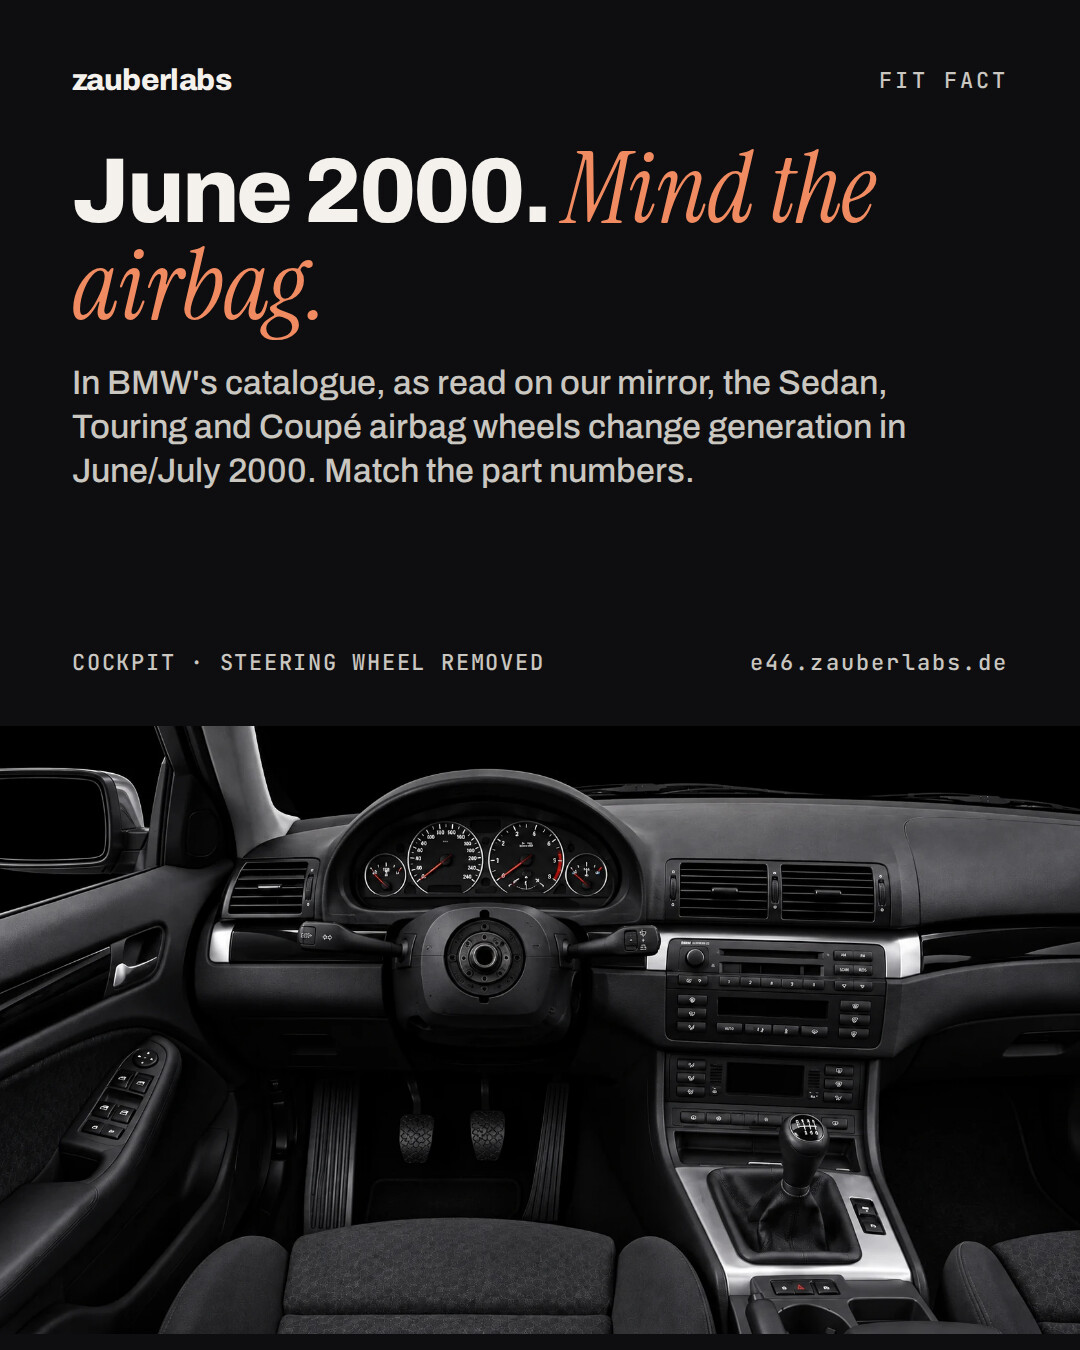 zauberlabs
FIT FACT
June 2000. Mind the
airbag.
In BMW's catalogue, as read on our mirror, the Sedan,
Touring and Coupé airbag wheels change generation in
June/July 2000. Match the part numbers.
COCKPIT · STEERING WHEEL REMOVED
e46.zauberlabs.de